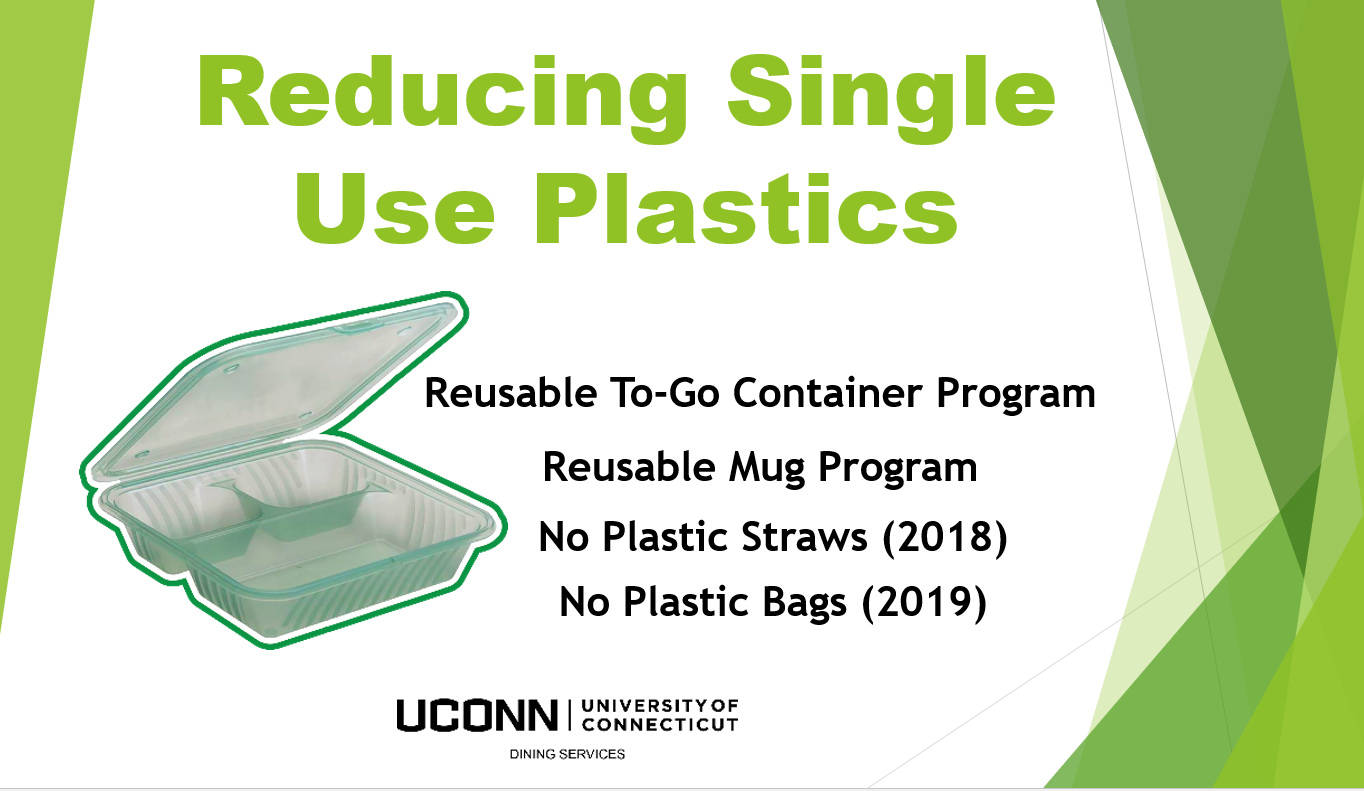 Reducing Single
Use Plastics
Reusable To-Go Container Program
Reusable Mug Program
No Plastic Straws (2018)
No Plastic Bags (2019)
UCONN | UNIVERSITY OF
CONNECTICUT
DINING SERVICES